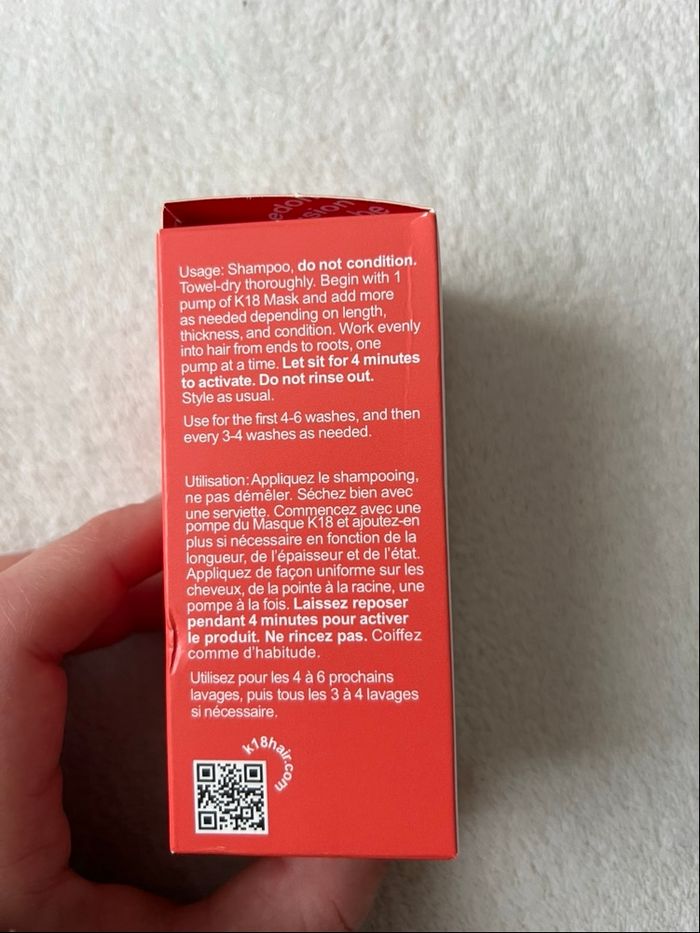 Usage: Shampoo, do not condition.
Towel-dry thoroughly. Begin with 1
pump of K18 Mask and add more
as needed depending on length,
thickness, and condition. Work evenly
into hair from ends to roots, one
pump at a time. Let sit for 4 minutes
to activate. Do not rinse out.
Style as usual.
Use for the first 4-6 washes, and then
every 3-4 washes as needed.
Utilisation: Appliquez le shampooing,
ne pas démêler. Séchez bien avec
une serviette. Commencez avec une
pompe du Masque K18 et ajoutez-en
plus si nécessaire en fonction de la
longueur, de l'épaisseur et de l'état.
Appliquez de façon uniforme sur les
cheveux, de la pointe à la racine, une
pompe à la fois. Laissez reposer
pendant 4 minutes pour activer
le produit. Ne rincez pas. Coiffez
comme d'habitude.
Utilisez pour les 4 à 6 prochains
lavages, puis tous les 3 à 4 lavages
si nécessaire.
k18hair.com